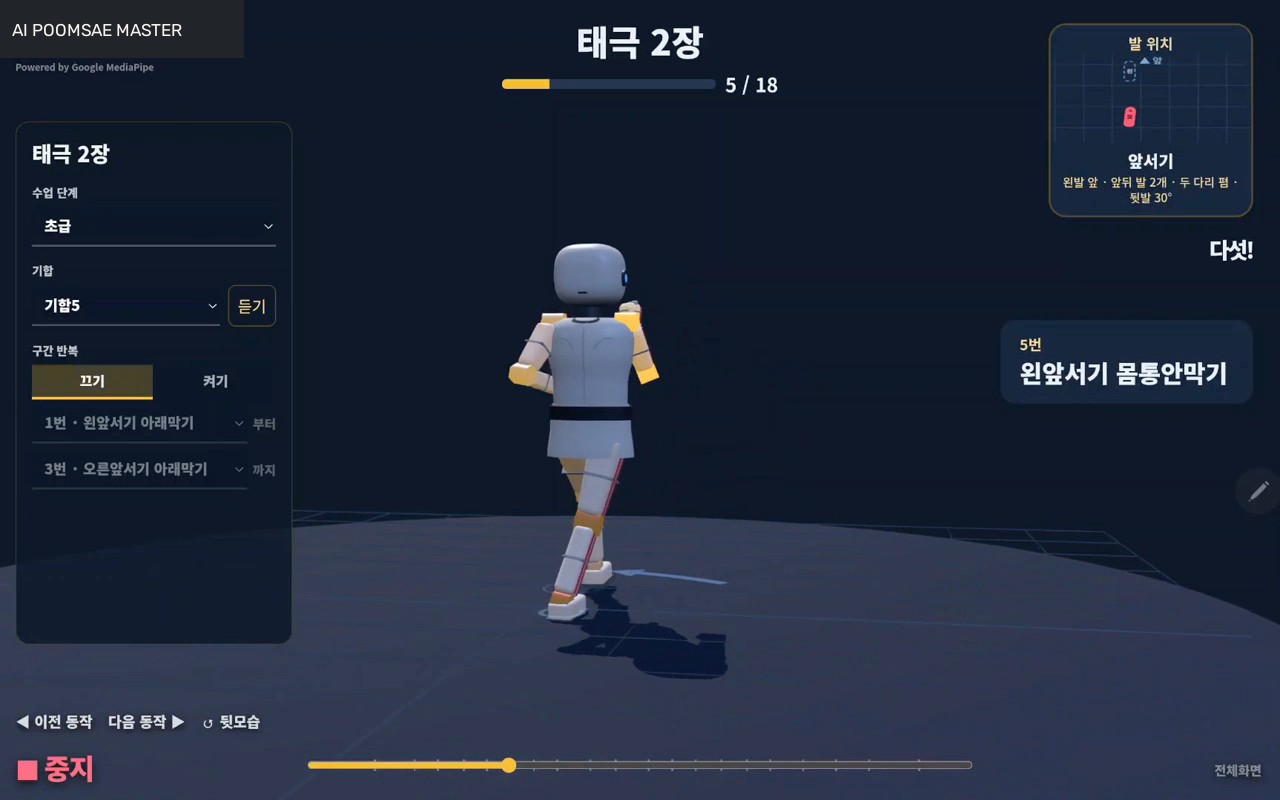 AI POOMSAE MASTER
Powered by Google MediaPipe
태극 2장
5 / 18
발 위치
앞
앞서기
왼발 앞 · 앞뒤 발 2개 · 두 다리 폄 ·
뒷발 30°
다섯!
5번
왼앞서기 몸통안막기
태극 2장
수업 단계
초급
기합
기합5
듣기
구간 반복
끄기
켜기
1번 · 왼앞서기 아래막기
부터
3번 · 오른앞서기 아래막기
까지
◀ 이전 동작
다음 동작 ▶
↺ 뒷모습
■ 중지
전체화면